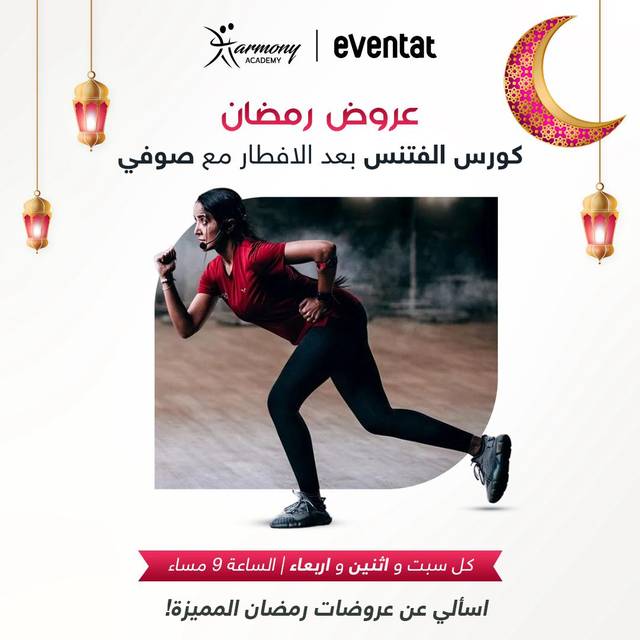 Harmony ACADEMY | eventat
عروض رمضان
كورس الفتنس بعد الافطار مع صوفي
كل سبت و اثنين و اربعاء | الساعة 9 مساء
اسألي عن عروضات رمضان المميزة!